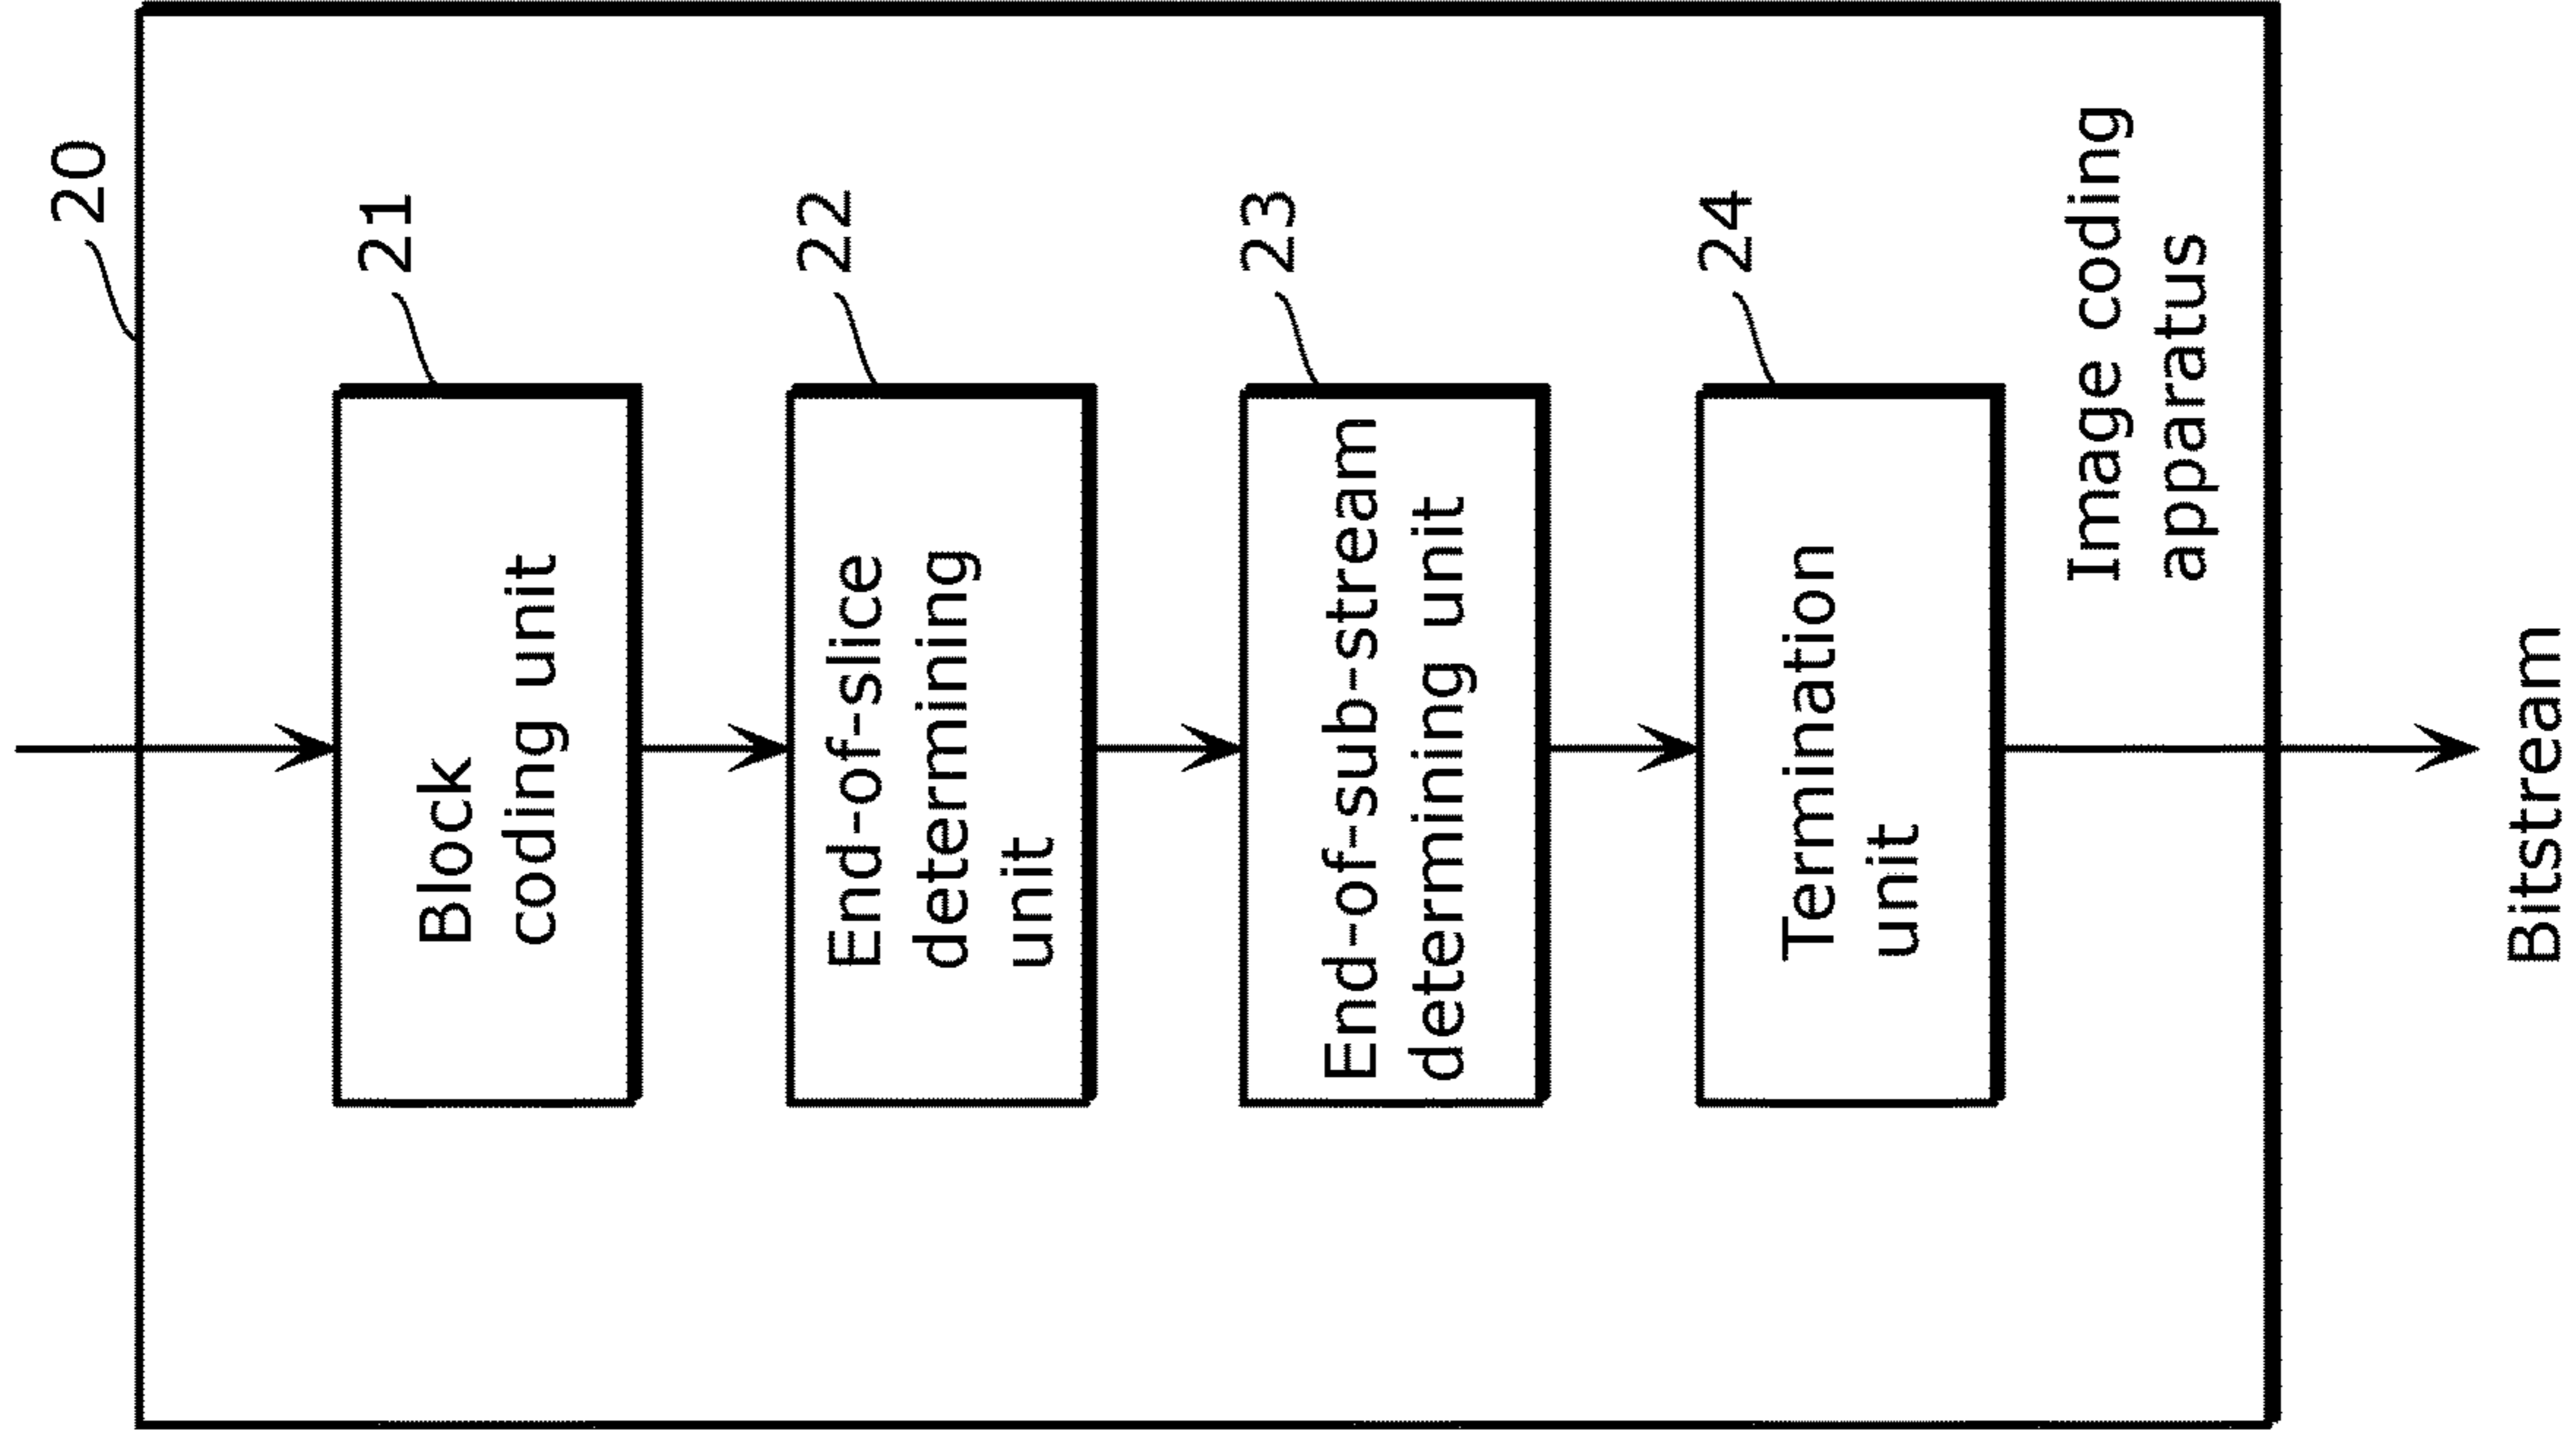 20
21
Block
coding unit
22
End-of-slice
determining
unit
23
End-of-sub-stream
determining unit
24
Termination
unit
Image coding
apparatus
Bitstream